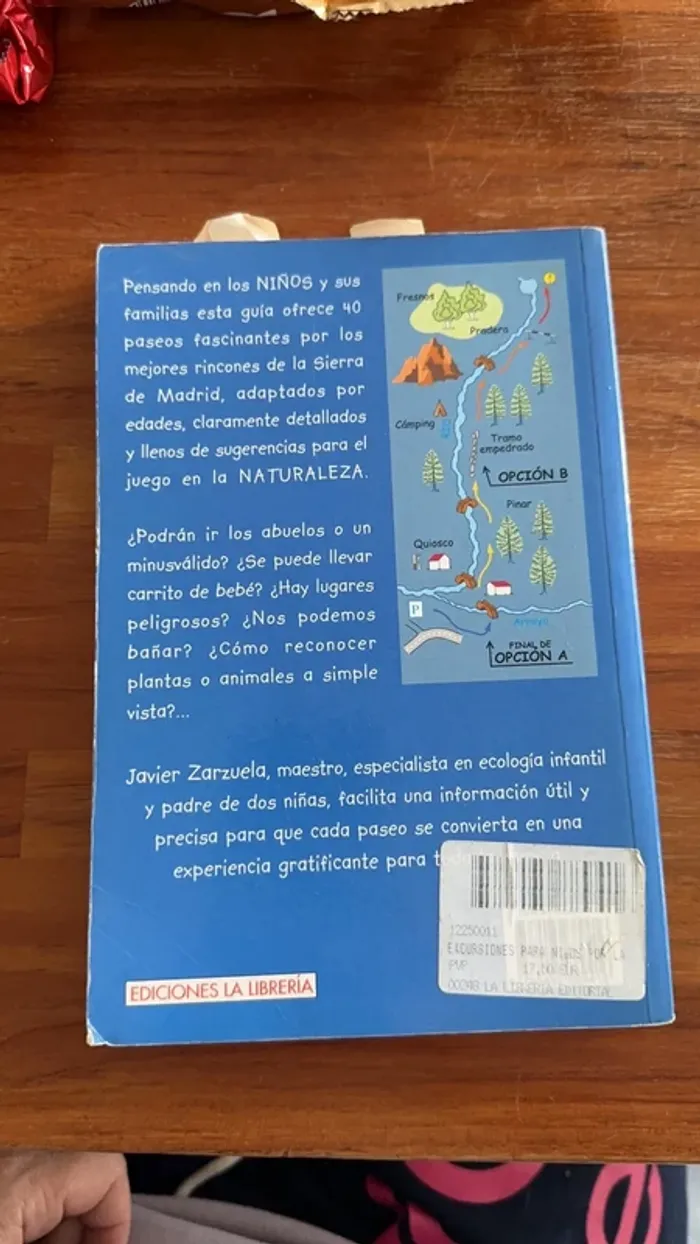 Pensando en los NIÑOS y sus
familias esta guía ofrece 40
paseos fascinantes por los
mejores rincones de la Sierra
de Madrid, adaptados por
edades, claramente detallados
y llenos de sugerencias para el
juego en la NATURALEZA.
¿Podrán ir los abuelos o un
minusválido? ¿Se puede llevar
carrito de bebé? ¿Hay lugares
peligrosos? ¿Nos podemos
bañar? ¿Cómo reconocer
plantas o animales a simple
vista?...
Fresnos
Pradera
Cámping
Tramo
empedrado
OPCIÓN B
Pinar
Quiosco
P
Arroyo
FINAL DE
OPCIÓN A
Javier Zarzuela, maestro, especialista en ecología infantil
y padre de dos niñas, facilita una información útil y
precisa para que cada paseo se convierta en una
experiencia gratificante para
EDICIONES LA LIBRERÍA
12250011
EXCURSIONES PARA NIÑOS POR LA
PVP 17,00 EUR
00248 LA LIBRERIA EDITORIAL